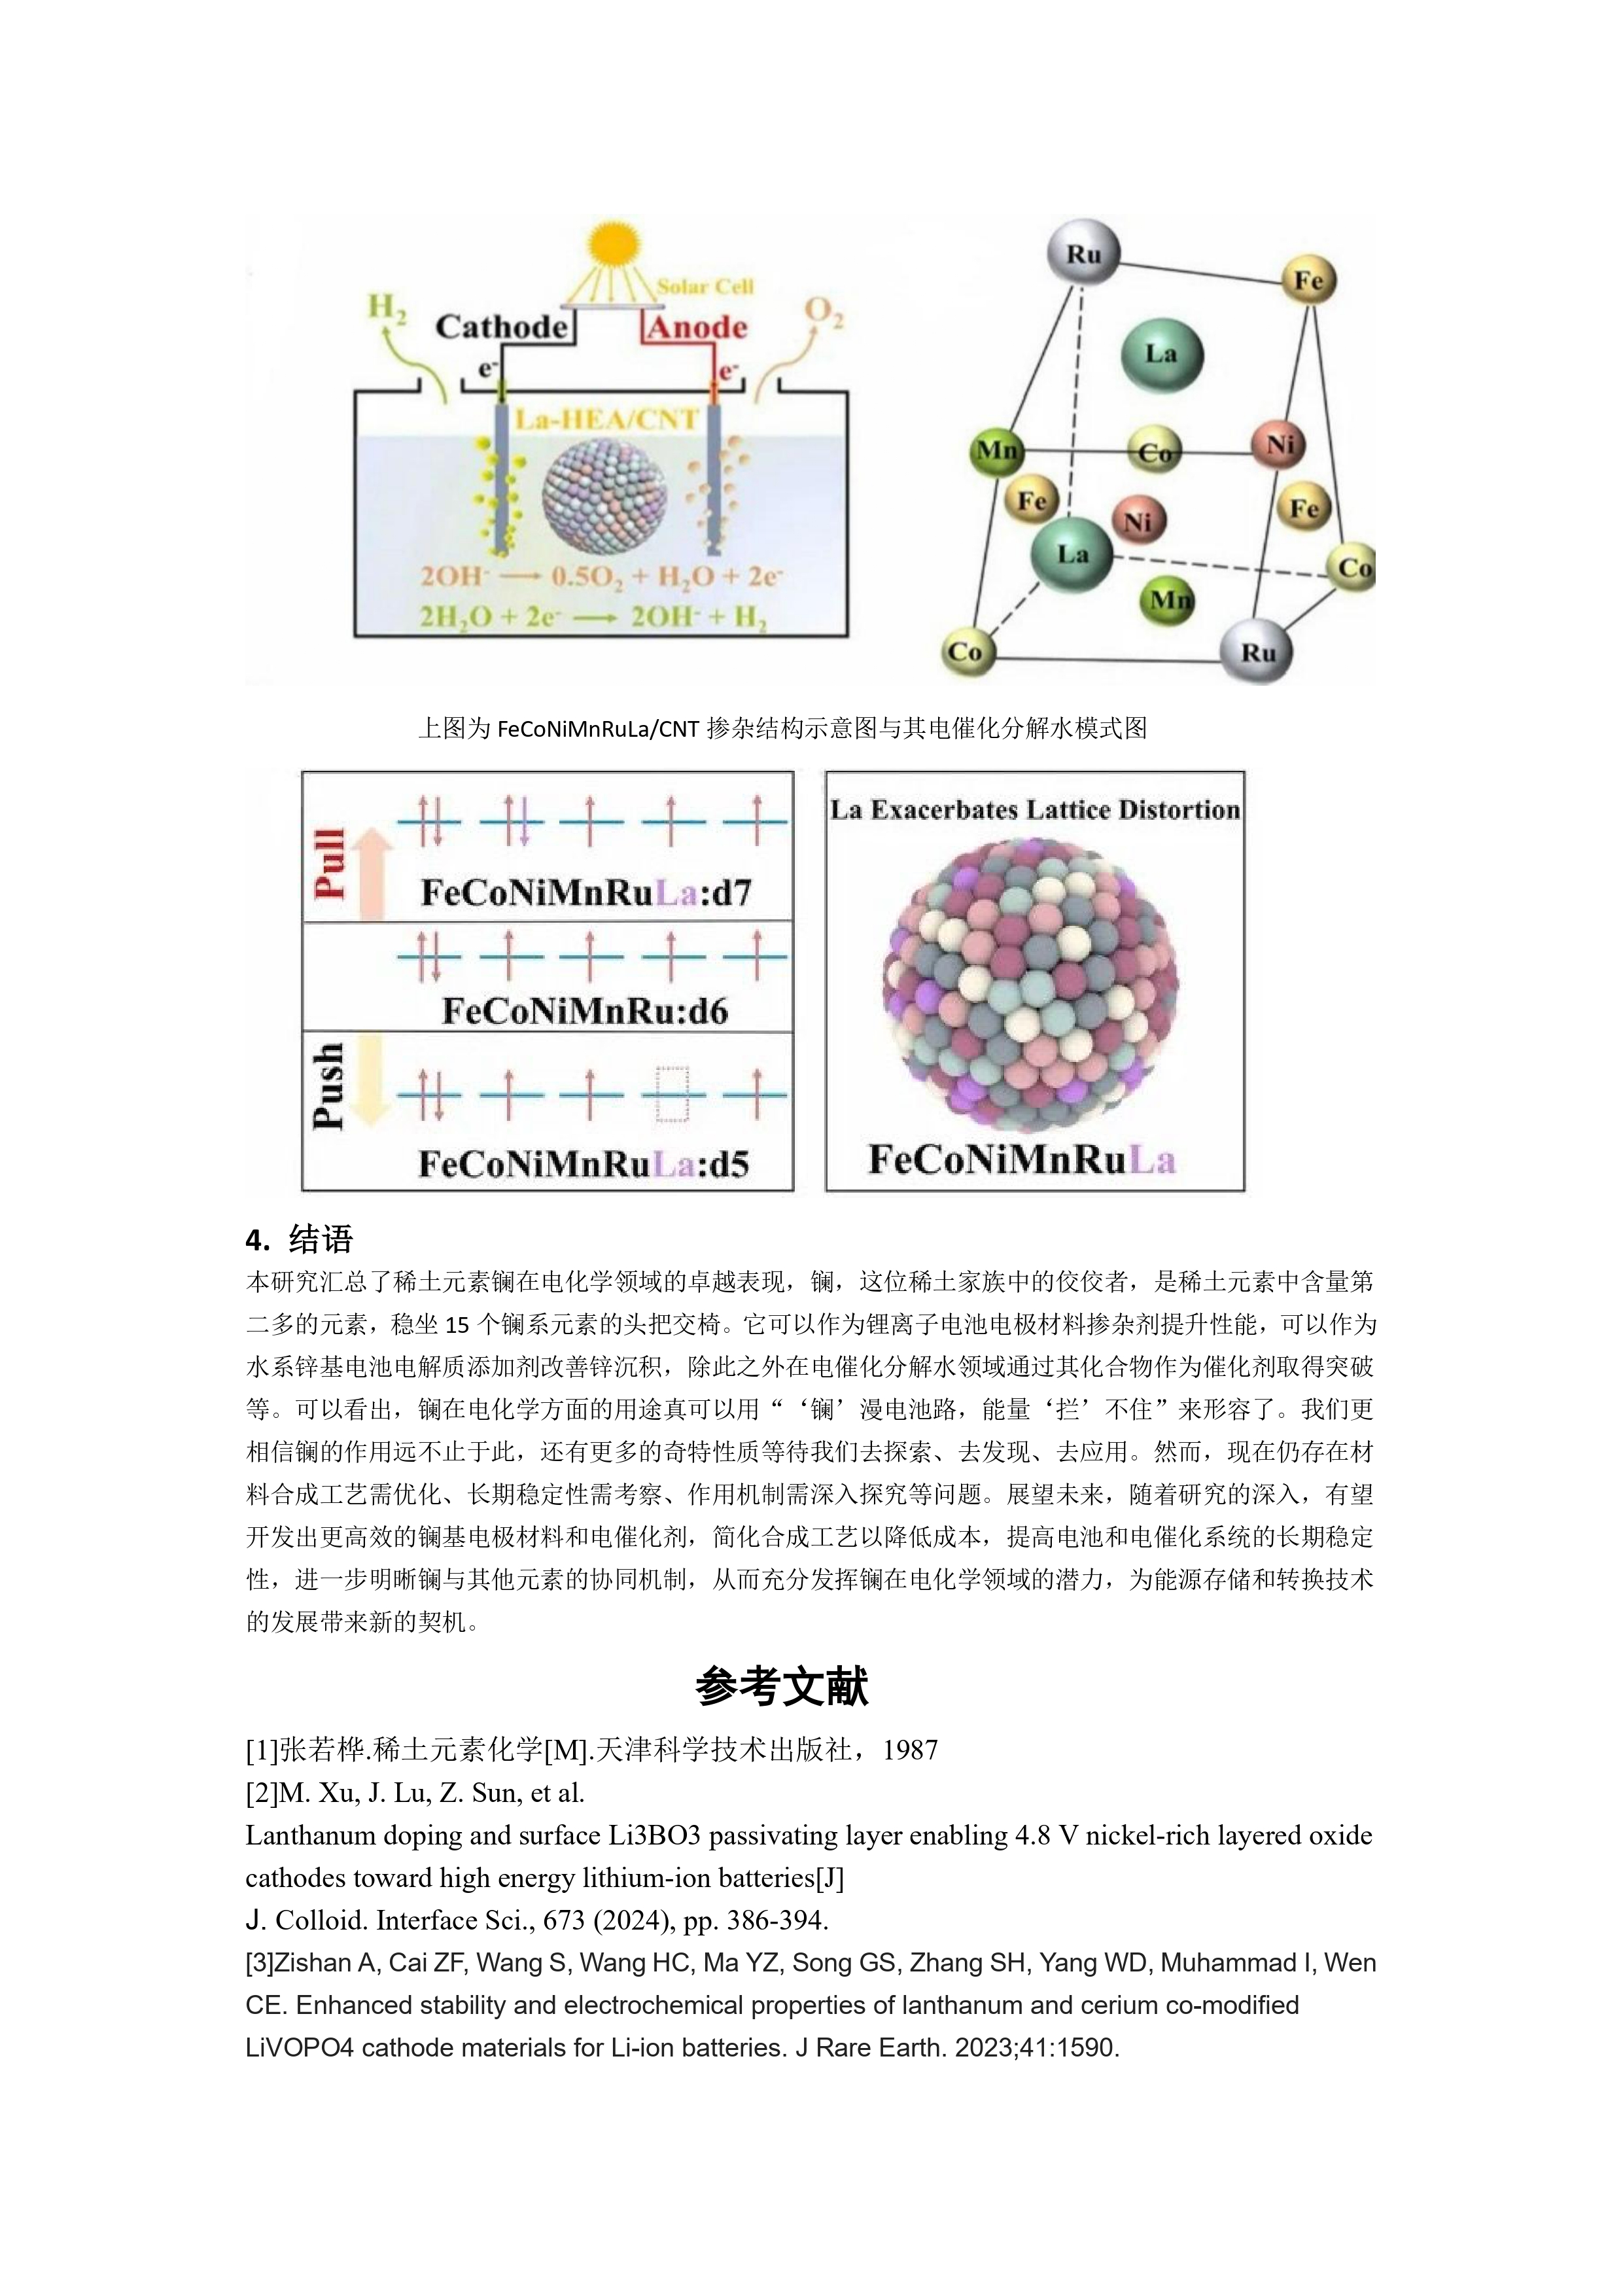 Solar Cell
H₂
O₂
Cathode
Anode
e⁻
e⁻
La-HEA/CNT
2OH⁻ ⟶ 0.5O₂ + H₂O + 2e⁻
2H₂O + 2e⁻ ⟶ 2OH⁻ + H₂
Ru
Fe
La
Mn
Co
Ni
Fe
Ni
Fe
La
Co
Mn
Co
Ru
上图为 FeCoNiMnRuLa/CNT 掺杂结构示意图与其电催化分解水模式图
Pull
FeCoNiMnRuLa:d7
FeCoNiMnRu:d6
Push
FeCoNiMnRuLa:d5
La Exacerbates Lattice Distortion
FeCoNiMnRuLa
4. 结语
本研究汇总了稀土元素镧在电化学领域的卓越表现，镧，这位稀土家族中的佼佼者，是稀土元素中含量第
二多的元素，稳坐 15 个镧系元素的头把交椅。它可以作为锂离子电池电极材料掺杂剂提升性能，可以作为
水系锌基电池电解质添加剂改善锌沉积，除此之外在电催化分解水领域通过其化合物作为催化剂取得突破
等。可以看出，镧在电化学方面的用途真可以用“‘镧’漫电池路，能量‘拦’不住”来形容了。我们更
相信镧的作用远不止于此，还有更多的奇特性质等待我们去探索、去发现、去应用。然而，现在仍存在材
料合成工艺需优化、长期稳定性需考察、作用机制需深入探究等问题。展望未来，随着研究的深入，有望
开发出更高效的镧基电极材料和电催化剂，简化合成工艺以降低成本，提高电池和电催化系统的长期稳定
性，进一步明晰镧与其他元素的协同机制，从而充分发挥镧在电化学领域的潜力，为能源存储和转换技术
的发展带来新的契机。
参考文献
[1]张若桦.稀土元素化学[M].天津科学技术出版社，1987
[2]M. Xu, J. Lu, Z. Sun, et al.
Lanthanum doping and surface Li3BO3 passivating layer enabling 4.8 V nickel-rich layered oxide
cathodes toward high energy lithium-ion batteries[J]
J. Colloid. Interface Sci., 673 (2024), pp. 386-394.
[3]Zishan A, Cai ZF, Wang S, Wang HC, Ma YZ, Song GS, Zhang SH, Yang WD, Muhammad I, Wen
CE. Enhanced stability and electrochemical properties of lanthanum and cerium co-modified
LiVOPO4 cathode materials for Li-ion batteries. J Rare Earth. 2023;41:1590.